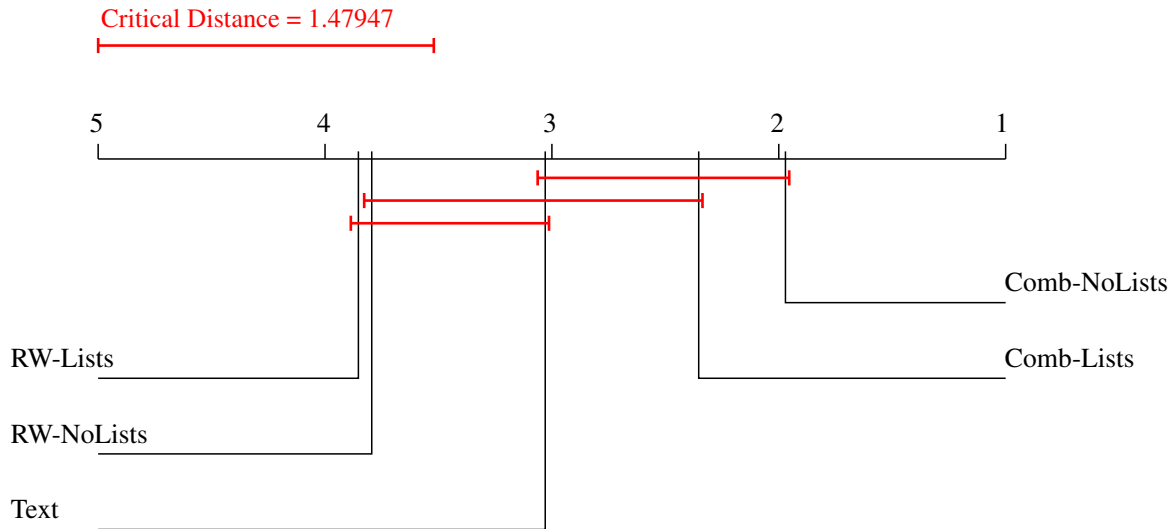 Critical Distance = 1.47947
5 4 3 2 1
Comb-NoLists
RW-Lists Comb-Lists
RW-NoLists
Text